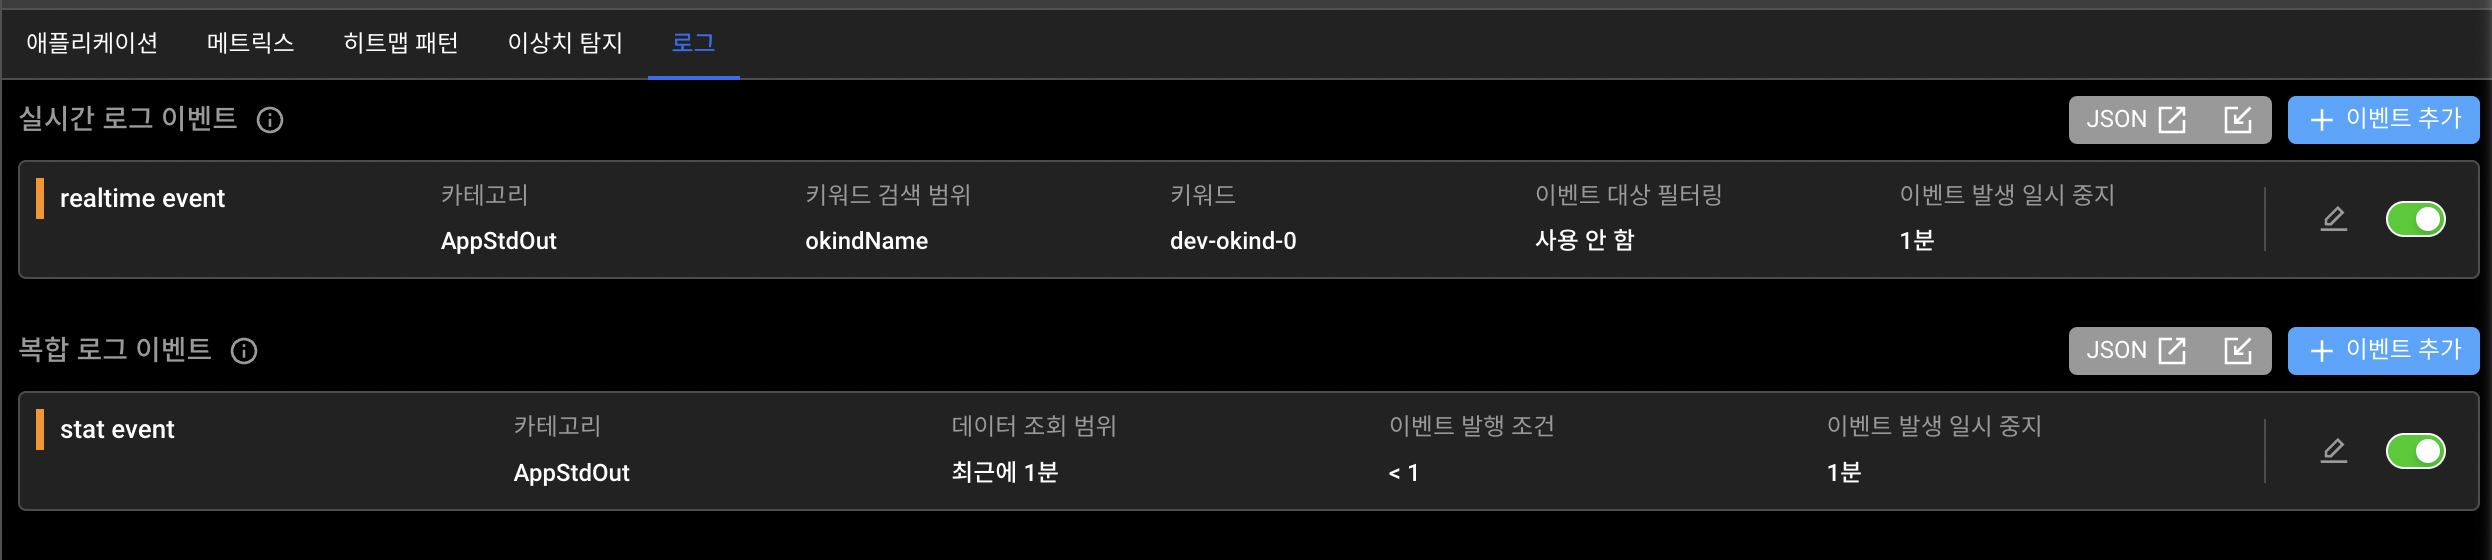 애플리케이션 메트릭스 히트맵 패턴 이상치 탐지 로그
실시간 로그 이벤트 JSON 이벤트 추가
realtime event 카테고리 키워드 검색 범위 키워드 이벤트 대상 필터링 이벤트 발생 일시 중지
AppStdOut okindName dev-okind-0 사용 안 함 1분
복합 로그 이벤트 JSON 이벤트 추가
stat event 카테고리 데이터 조회 범위 이벤트 발행 조건 이벤트 발생 일시 중지
AppStdOut 최근에 1분 < 1 1분